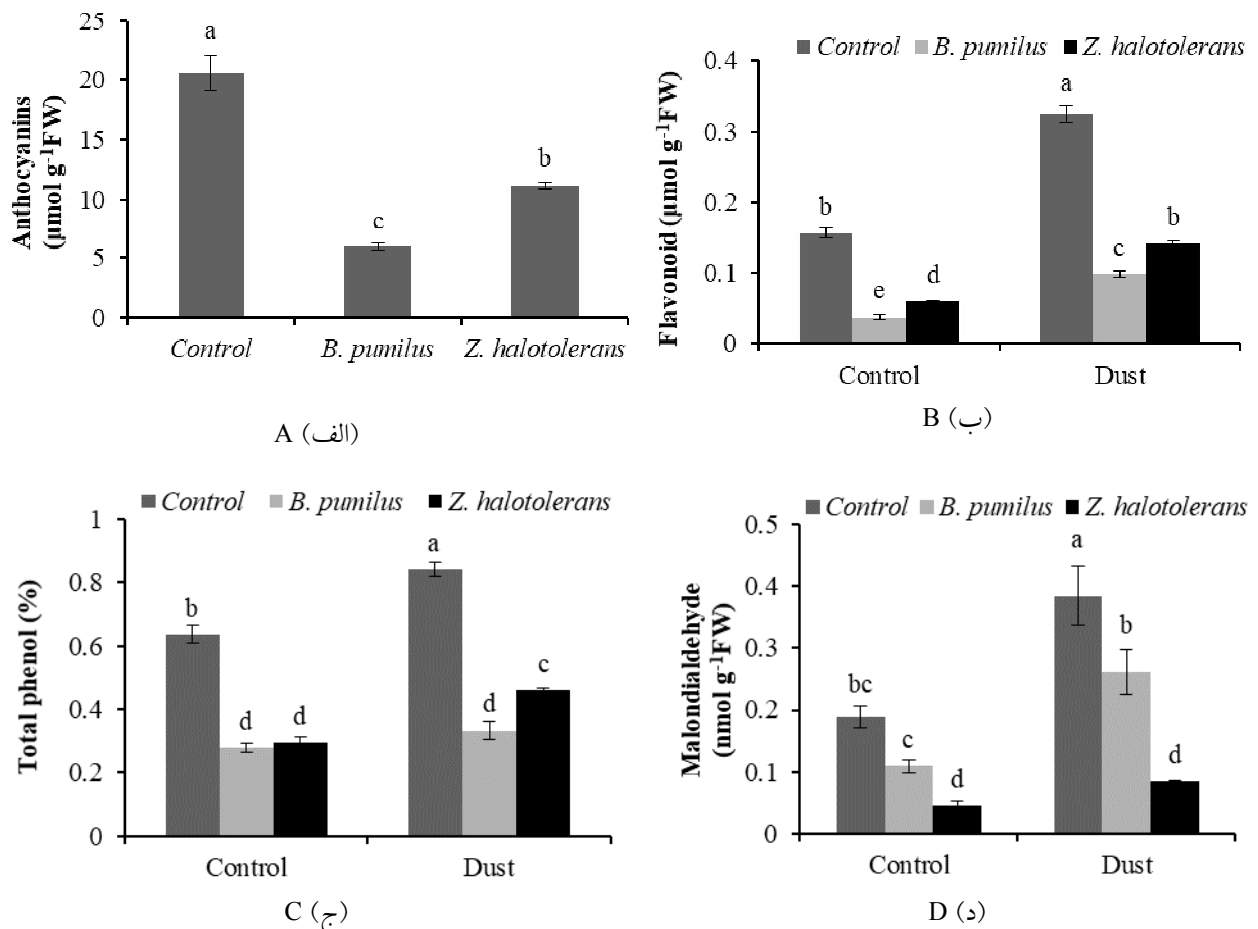 25
20
15
10
5
0
Anthocyanins
(µmol g-1FW)
a
c
b
Control B. pumilus Z. halotolerans
A (الف)
Control B. pumilus Z. halotolerans
0.4
0.3
0.2
0.1
0
Flavonoid (µmol g-1FW)
b
e
d
a
c
b
Control Dust
B (ب)
Control B. pumilus Z. halotolerans
1
0.8
0.6
0.4
0.2
0
Total phenol (%)
b
d
d
a
d
c
Control Dust
C (ج)
Control B. pumilus Z. halotolerans
0.5
0.4
0.3
0.2
0.1
0
Malondialdehyde
(nmol g-1FW)
bc
c
d
a
b
d
Control Dust
D (د)